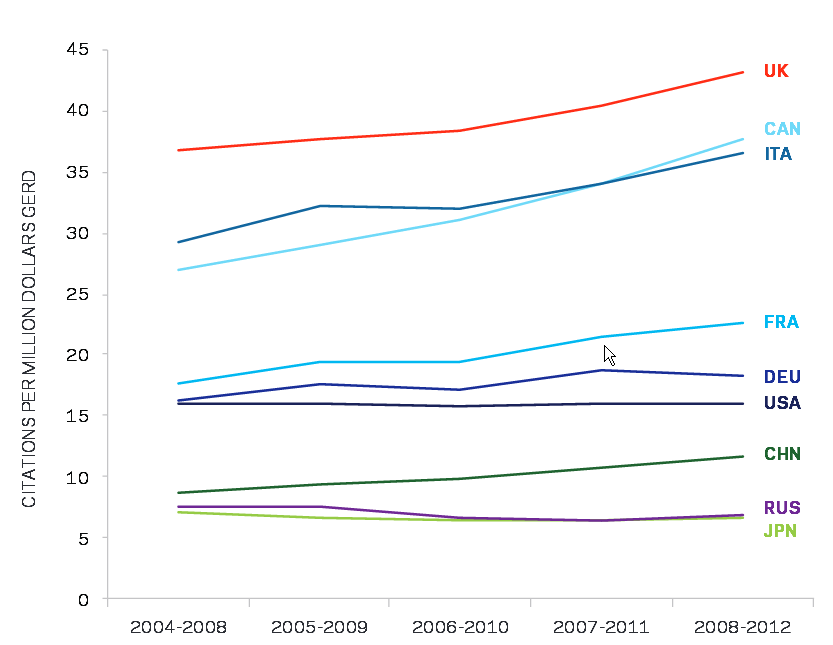 45
UK
CAN
40
ITA
35
30
25
FRA
20
DEU
USA
15
CHN
10
RUS
JPN
5
0
CITATIONS PER MILLION DOLLARS GERD
2004-2008 2005-2009 2006-2010 2007-2011 2008-2012